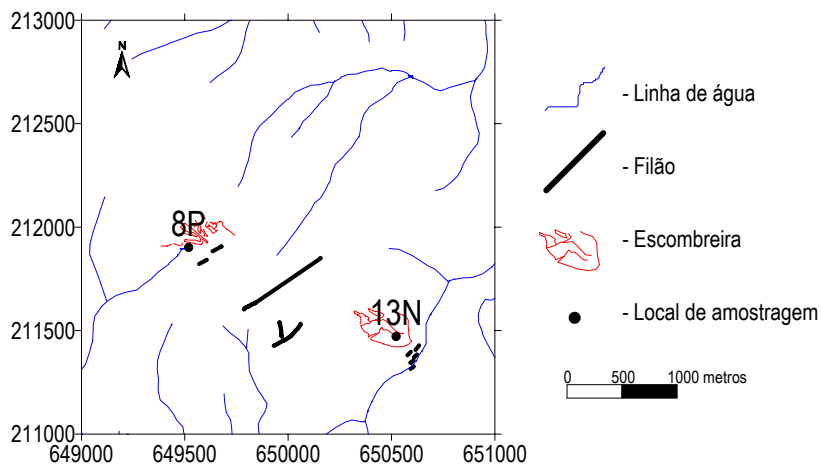 213000
N
212500
212000
211500
211000
8P
13N
649000 649500 650000 650500 651000
- Linha de água
- Filão
- Escombreira
- Local de amostragem
0 500 1000 metros